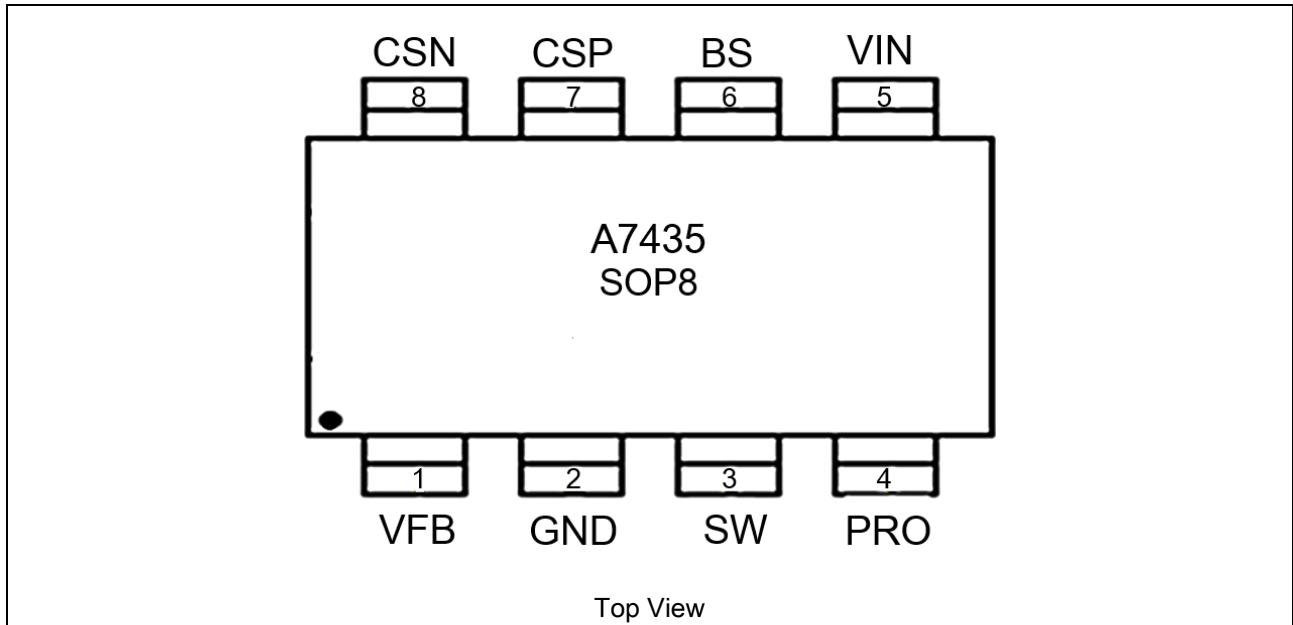 CSN CSP BS VIN
8 7 6 5
A7435
SOP8
1 2 3 4
VFB GND SW PRO
Top View